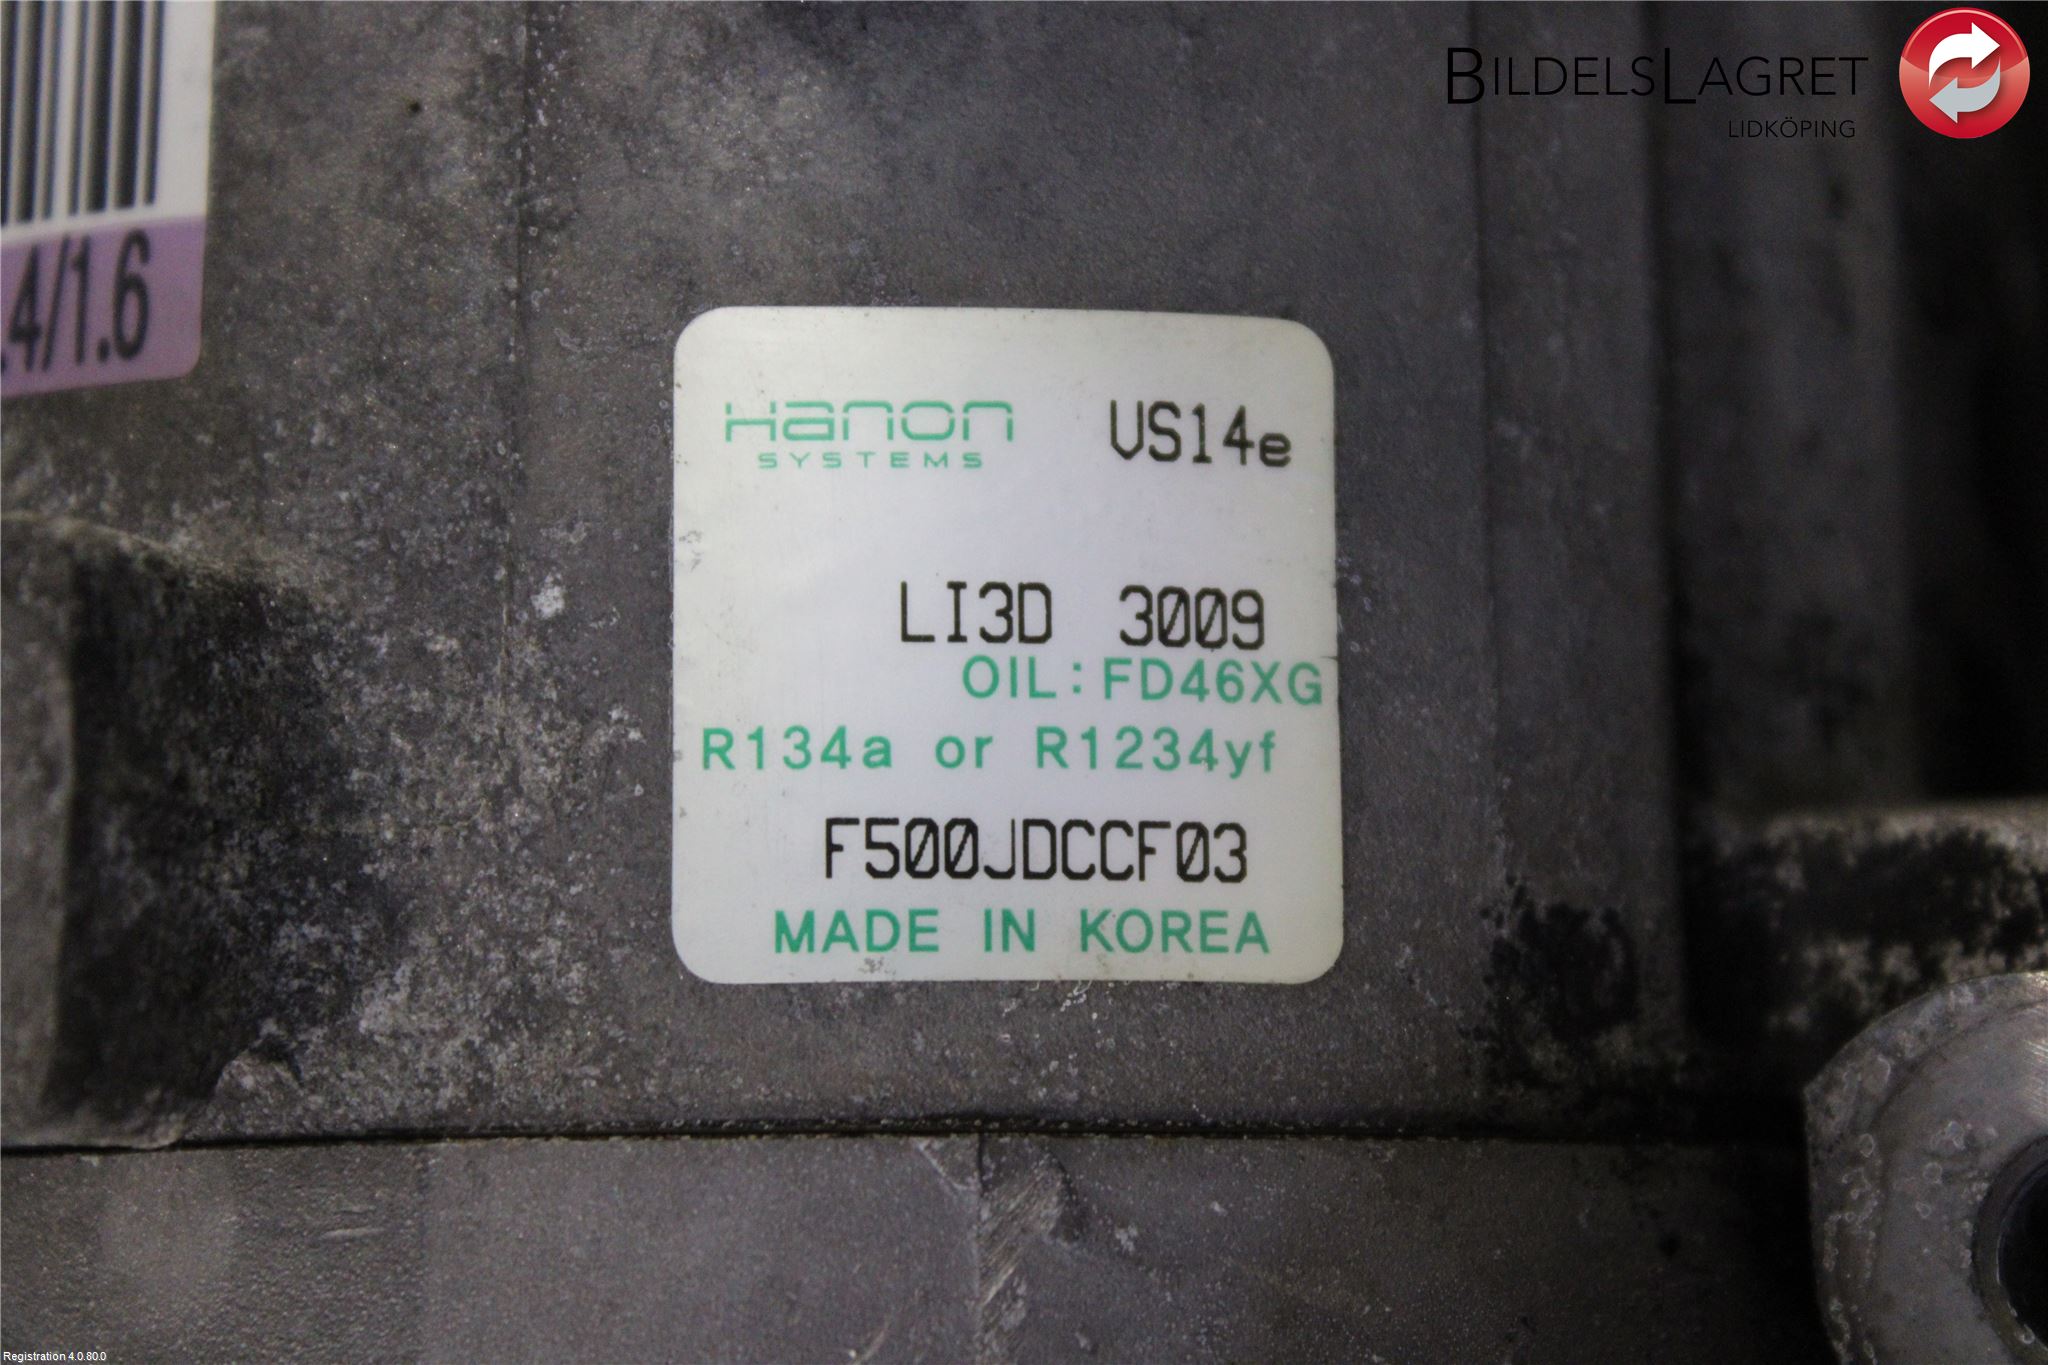 BILDELSLAGRET
LIDKÖPING
.4/1.6
Hanon VS14e
SYSTEMS
LI3D 3009
OIL:FD46XG
R134a or R1234yf
F500JDCCF03
MADE IN KOREA
Registration 4.0.80.0